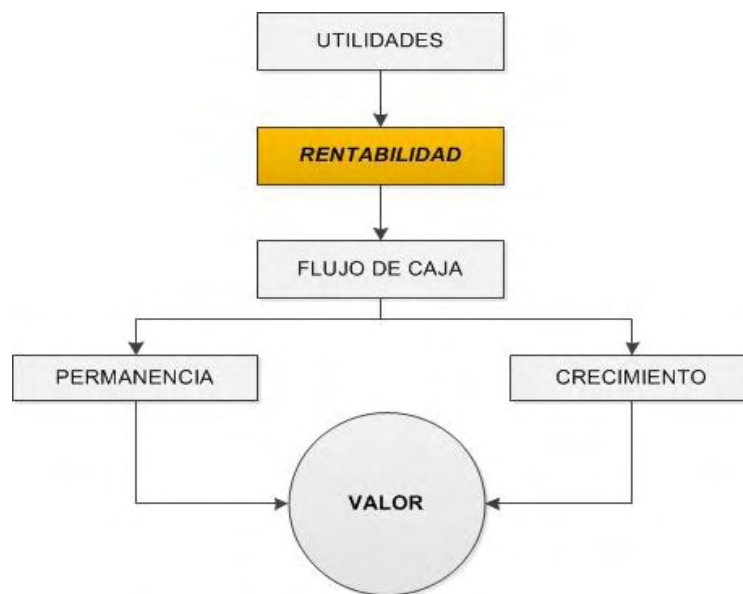 UTILIDADES
RENTABILIDAD
FLUJO DE CAJA
PERMANENCIA
CRECIMIENTO
VALOR